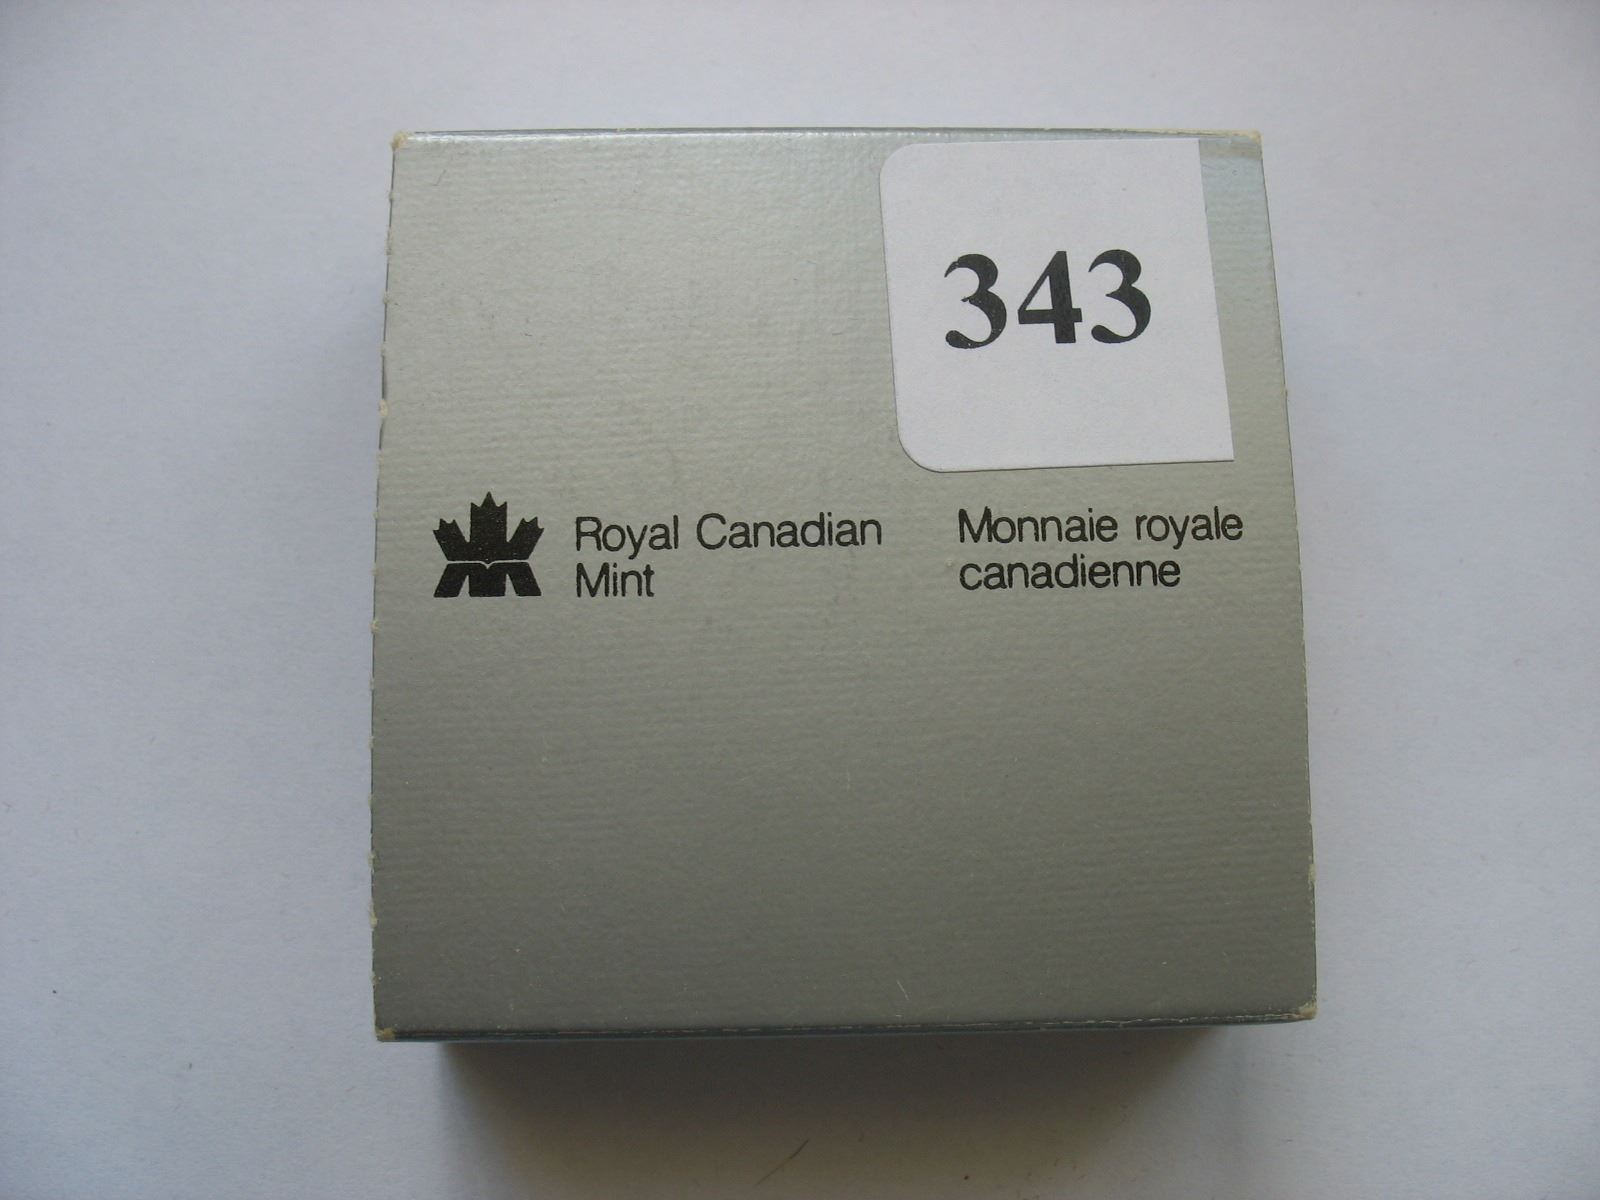 343
Royal Canadian
Mint
Monnaie royale
canadienne